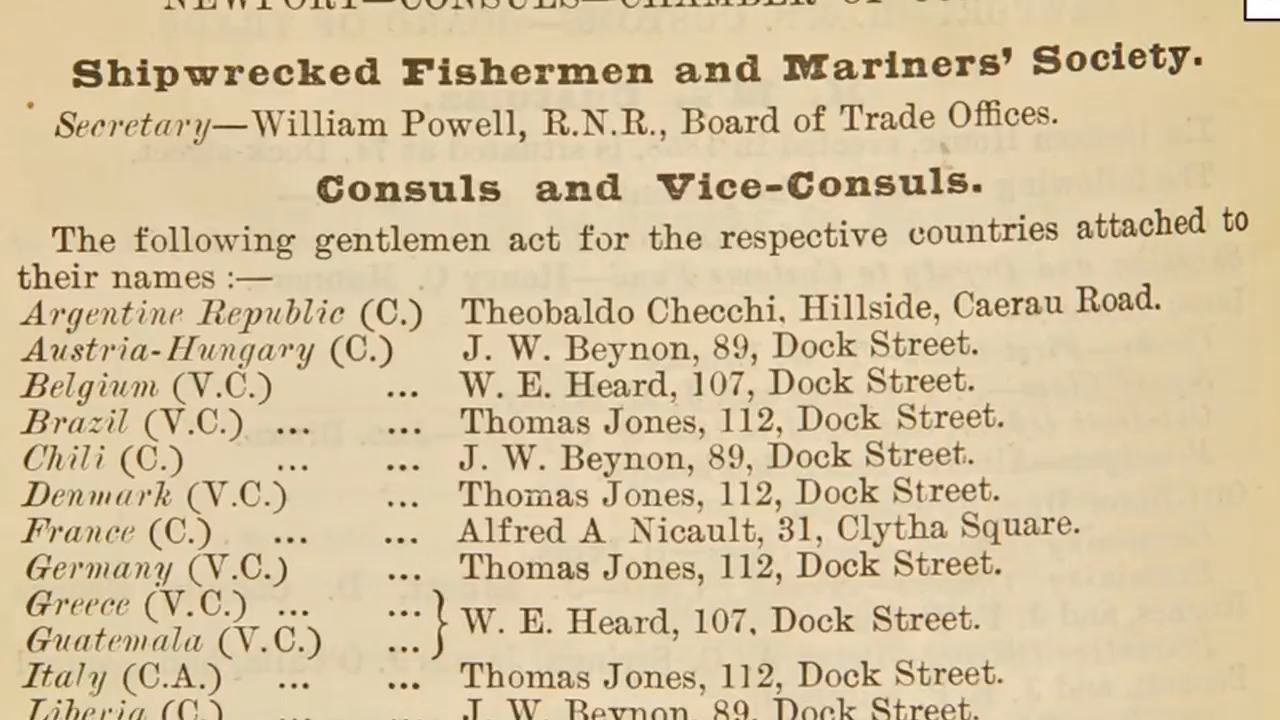 NEWPORT—CONSULS—CHAMBER OF
Shipwrecked Fishermen and Mariners' Society.
Secretary—William Powell, R.N.R., Board of Trade Offices.
Consuls and Vice-Consuls.
The following gentlemen act for the respective countries attached to
their names :—
Argentine Republic (C.) Theobaldo Checchi, Hillside, Caerau Road.
Austria-Hungary (C.) J. W. Beynon, 89, Dock Street.
Belgium (V.C.) ... W. E. Heard, 107, Dock Street.
Brazil (V.C.) ... ... Thomas Jones, 112, Dock Street.
Chili (C.) ... ... J. W. Beynon, 89, Dock Street.
Denmark (V.C.) ... Thomas Jones, 112, Dock Street.
France (C.) ... ... Alfred A Nicault, 31, Clytha Square.
Germany (V.C.) ... Thomas Jones, 112, Dock Street.
Greece (V.C.) ... ...
Guatemala (V.C.) ... } W. E. Heard, 107, Dock Street.
Italy (C.A.) ... ... Thomas Jones, 112, Dock Street.
Liberia (C.) ... ... J. W. Beynon, 89, Dock Street.